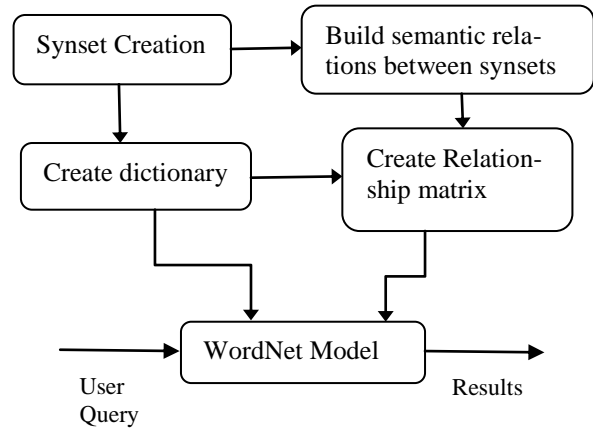 Synset Creation
Build semantic rela-
tions between synsets
Create dictionary
Create Relation-
ship matrix
WordNet Model
User
Query
Results